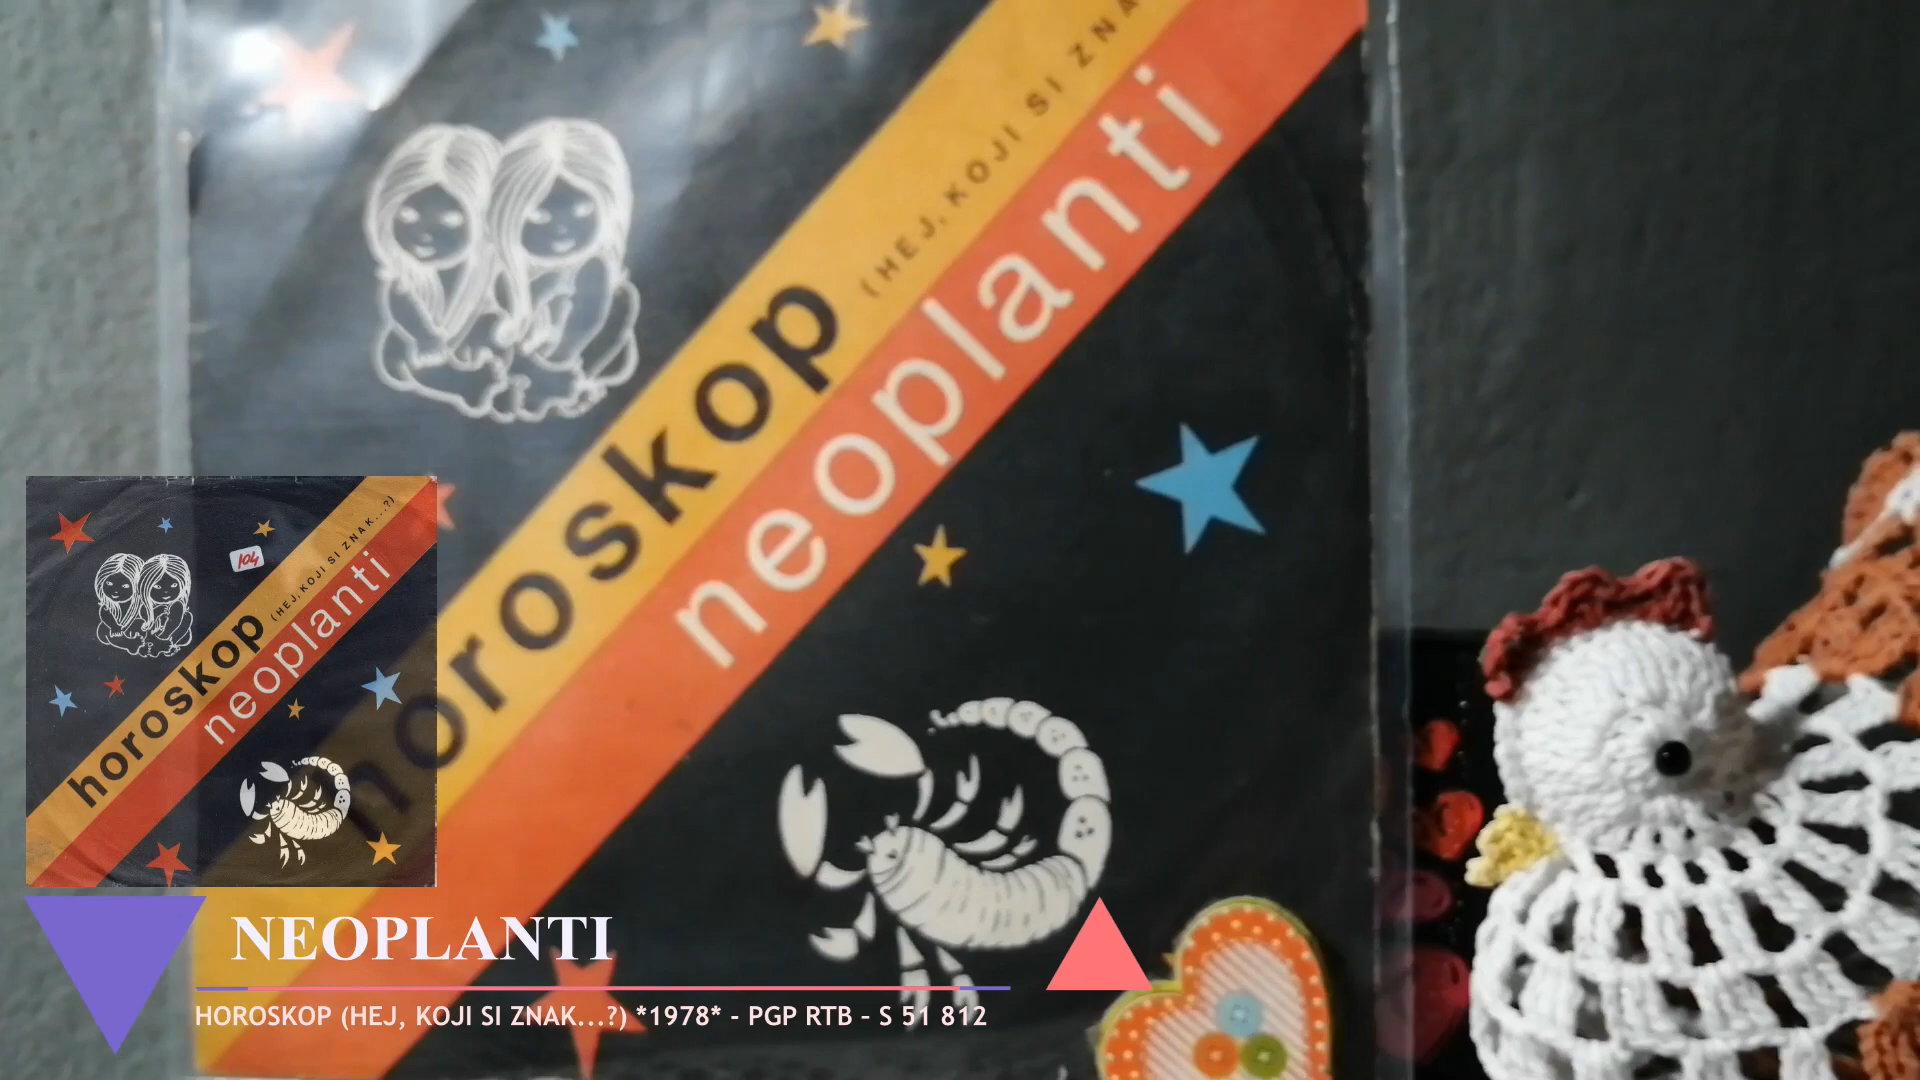 horoskop (HEJ, KOJI SI ZNA
neoplanti
104
horoskop (HEJ, KOJI SI ZNAK...?)
neoplanti
NEOPLANTI
HOROSKOP (HEJ, KOJI SI ZNAK...?) *1978* - PGP RTB - S 51 812